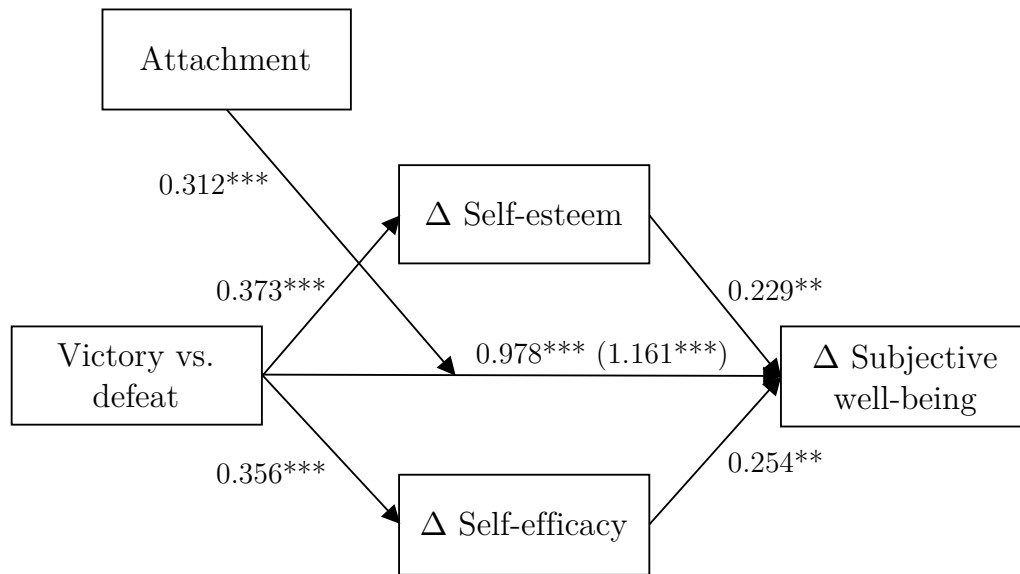 Attachment
0.312***
Δ Self-esteem
0.373***
0.229**
Victory vs.
defeat
0.978*** (1.161***)
Δ Subjective
well-being
0.356***
0.254**
Δ Self-efficacy